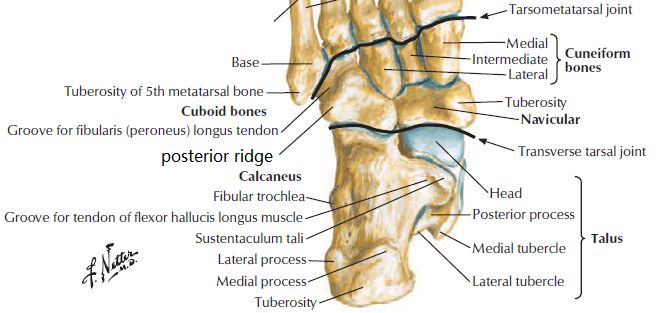 Tarsometatarsal joint
Base
Medial
Intermediate
Lateral
Cuneiform
bones
Tuberosity of 5th metatarsal bone
Cuboid bones
Groove for fibularis (peroneus) longus tendon
posterior ridge
Tuberosity
Navicular
Transverse tarsal joint
Calcaneus
Fibular trochlea
Groove for tendon of flexor hallucis longus muscle
Sustentaculum tali
Lateral process
Medial process
Tuberosity
Head
Posterior process
Medial tubercle
Lateral tubercle
Talus
f. Netter
M.D.